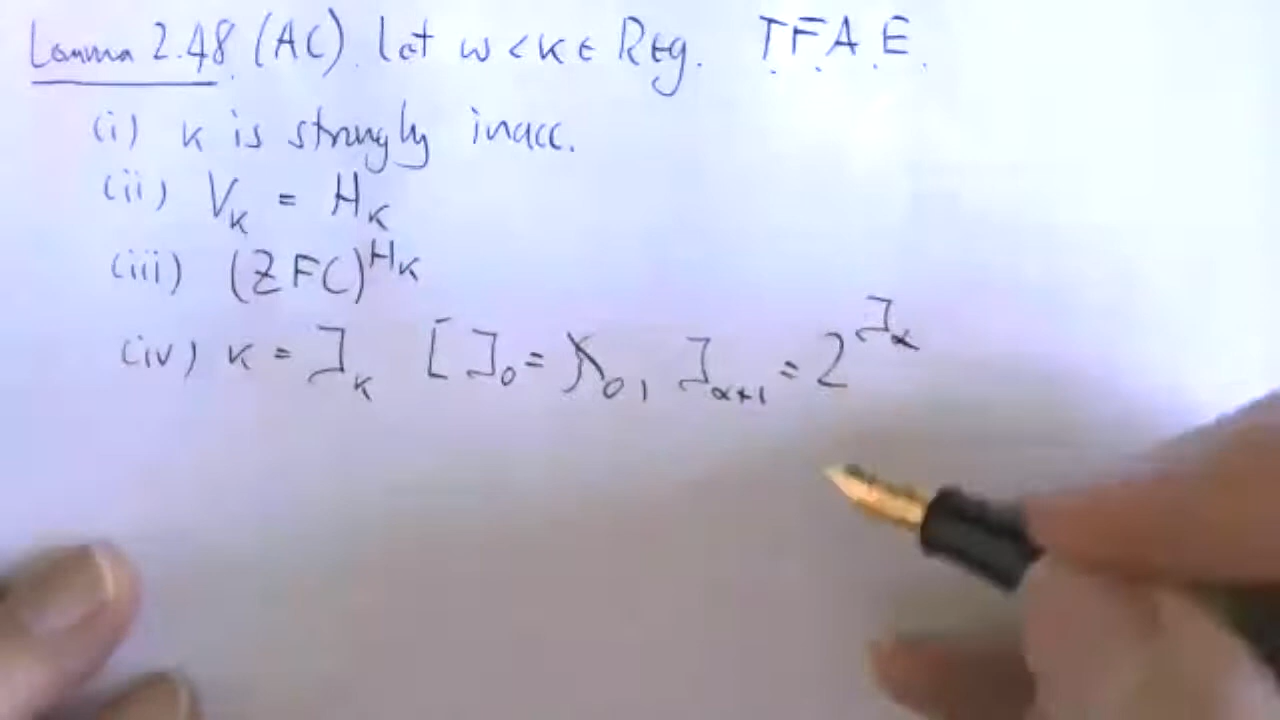 Lemma 2.48 (AC). Let ω < κ ∈ Reg. T.F.A.E.
(i) κ is strongly inacc.
(ii) V_κ = H_κ
(iii) (ZFC)^{H_κ}
(iv) κ = ℶ_κ [ℶ_0 = ℵ_0, ℶ_{α+1} = 2^{ℶ_α}